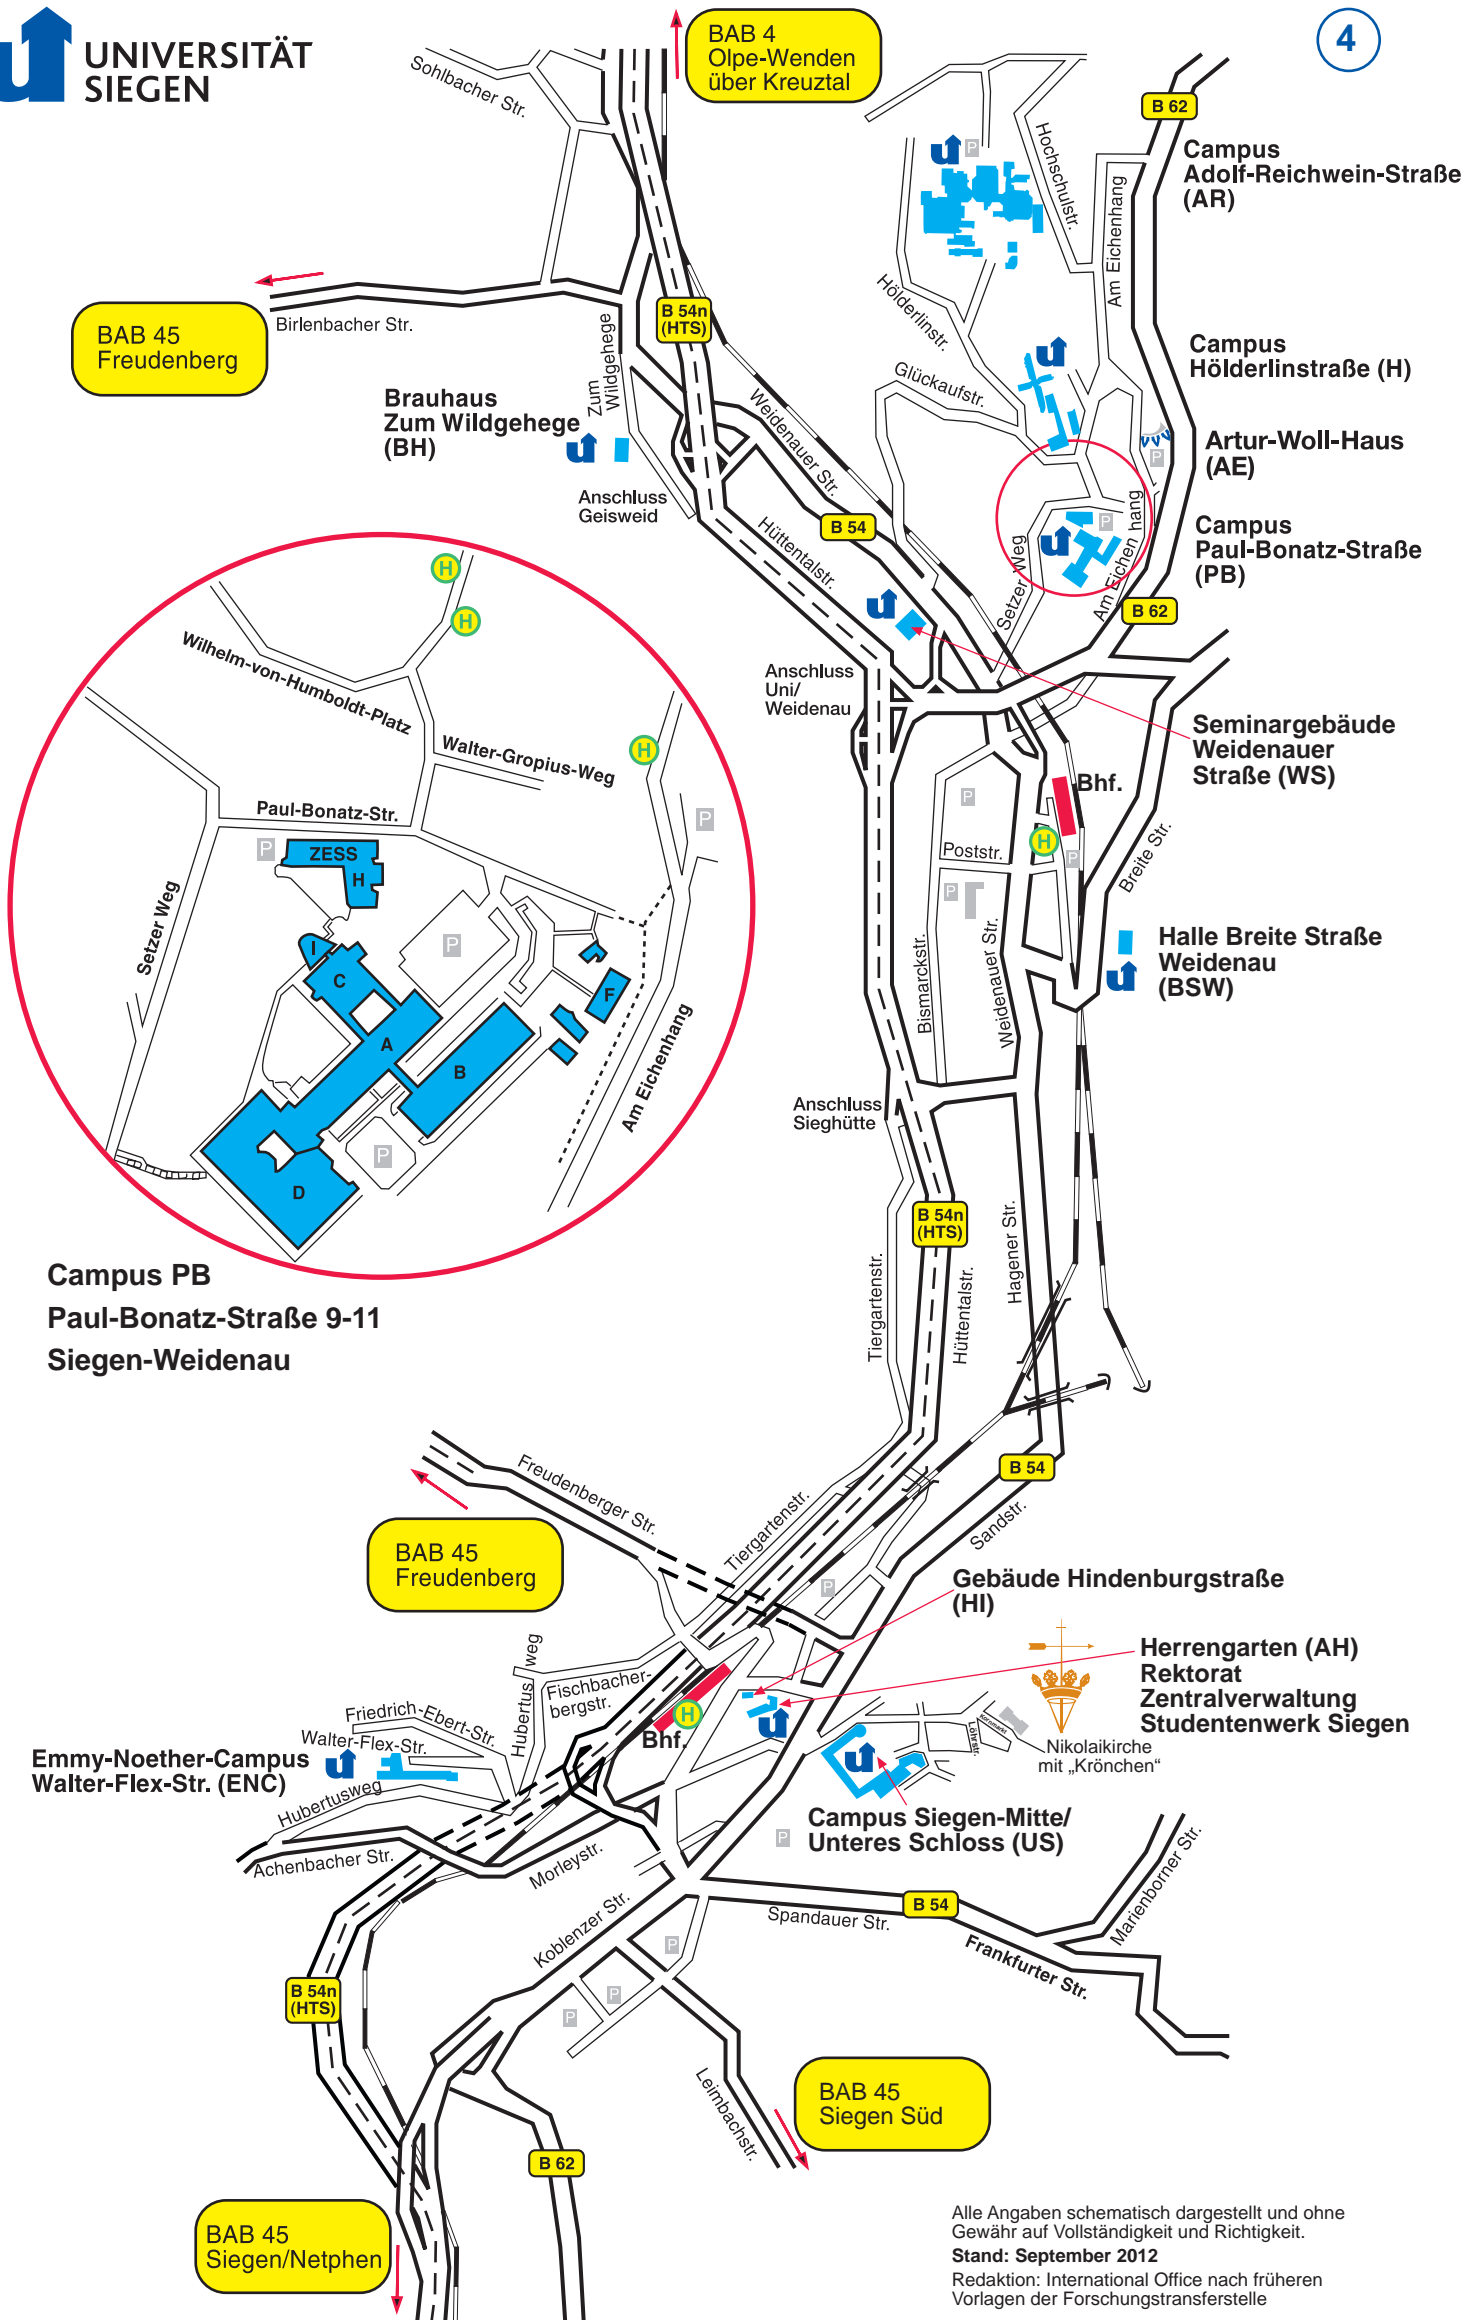 UNIVERSITÄT
SIEGEN
4
BAB 4
Olpe-Wenden
über Kreuztal
Sohlbacher Str.
B 62
Campus
Adolf-Reichwein-Straße
(AR)
P
Hochschulstr.
Am Eichenhang
Hölderlinstr.
BAB 45
Freudenberg
Birlenbacher Str.
B 54n
(HTS)
Zum
Wildgehege
Campus
Hölderlinstraße (H)
Glückaufstr.
Brauhaus
Zum Wildgehege
(BH)
Weidenauer Str.
Artur-Woll-Haus
(AE)
P
Anschluss
Geisweid
B 54
Hüttentalstr.
Campus
Paul-Bonatz-Straße
(PB)
P
Setzer Weg
Am Eichen hang
B 62
Anschluss
Uni/
Weidenau
Seminargebäude
Weidenauer
Straße (WS)
Bhf.
P
H
P
Poststr.
P
Breite Str.
Bismarckstr.
Weidenauer Str.
Halle Breite Straße
Weidenau
(BSW)
H
H
Wilhelm-von-Humboldt-Platz
Walter-Gropius-Weg
H
Paul-Bonatz-Str.
P
P
ZESS
H
Setzer Weg
I
C
P
F
A
B
Am Eichenhang
P
D
Campus PB
Paul-Bonatz-Straße 9-11
Siegen-Weidenau
Anschluss
Sieghütte
B 54n
(HTS)
Hagener Str.
Tiergartenstr.
Hüttentalstr.
B 54
Freudenberger Str.
Tiergartenstr.
Sandstr.
BAB 45
Freudenberg
P
Gebäude Hindenburgstraße
(HI)
Herrengarten (AH)
Rektorat
Zentralverwaltung
Studentenwerk Siegen
Hubertus weg
Fischbacher-
bergstr.
Friedrich-Ebert-Str.
Walter-Flex-Str.
H
Bhf.
Kornmarkt
Löhrstr.
Nikolaikirche
mit „Krönchen“
Emmy-Noether-Campus
Walter-Flex-Str. (ENC)
Hubertusweg
Achenbacher Str.
Morleystr.
P
Campus Siegen-Mitte/
Unteres Schloss (US)
Koblenzer Str.
Spandauer Str.
B 54
Frankfurter Str.
Marienborner Str.
P
P
P
B 54n
(HTS)
Leimbachstr.
BAB 45
Siegen Süd
B 62
BAB 45
Siegen/Netphen
Alle Angaben schematisch dargestellt und ohne
Gewähr auf Vollständigkeit und Richtigkeit.
Stand: September 2012
Redaktion: International Office nach früheren
Vorlagen der Forschungstransferstelle